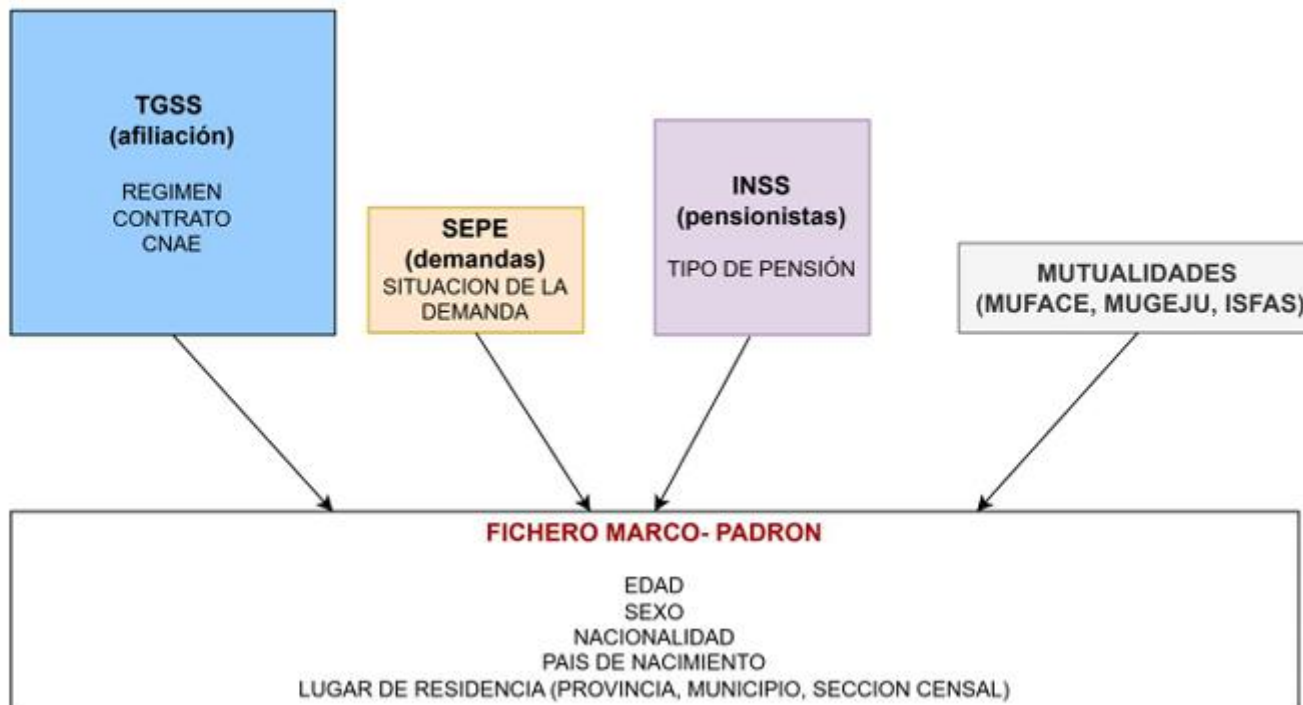 TGSS
(afiliación)
REGIMEN
CONTRATO
CNAE
SEPE
(demandas)
SITUACION DE LA
DEMANDA
INSS
(pensionistas)
TIPO DE PENSIÓN
MUTUALIDADES
(MUFACE, MUGEJU, ISFAS)
FICHERO MARCO- PADRON
EDAD
SEXO
NACIONALIDAD
PAIS DE NACIMIENTO
LUGAR DE RESIDENCIA (PROVINCIA, MUNICIPIO, SECCION CENSAL)